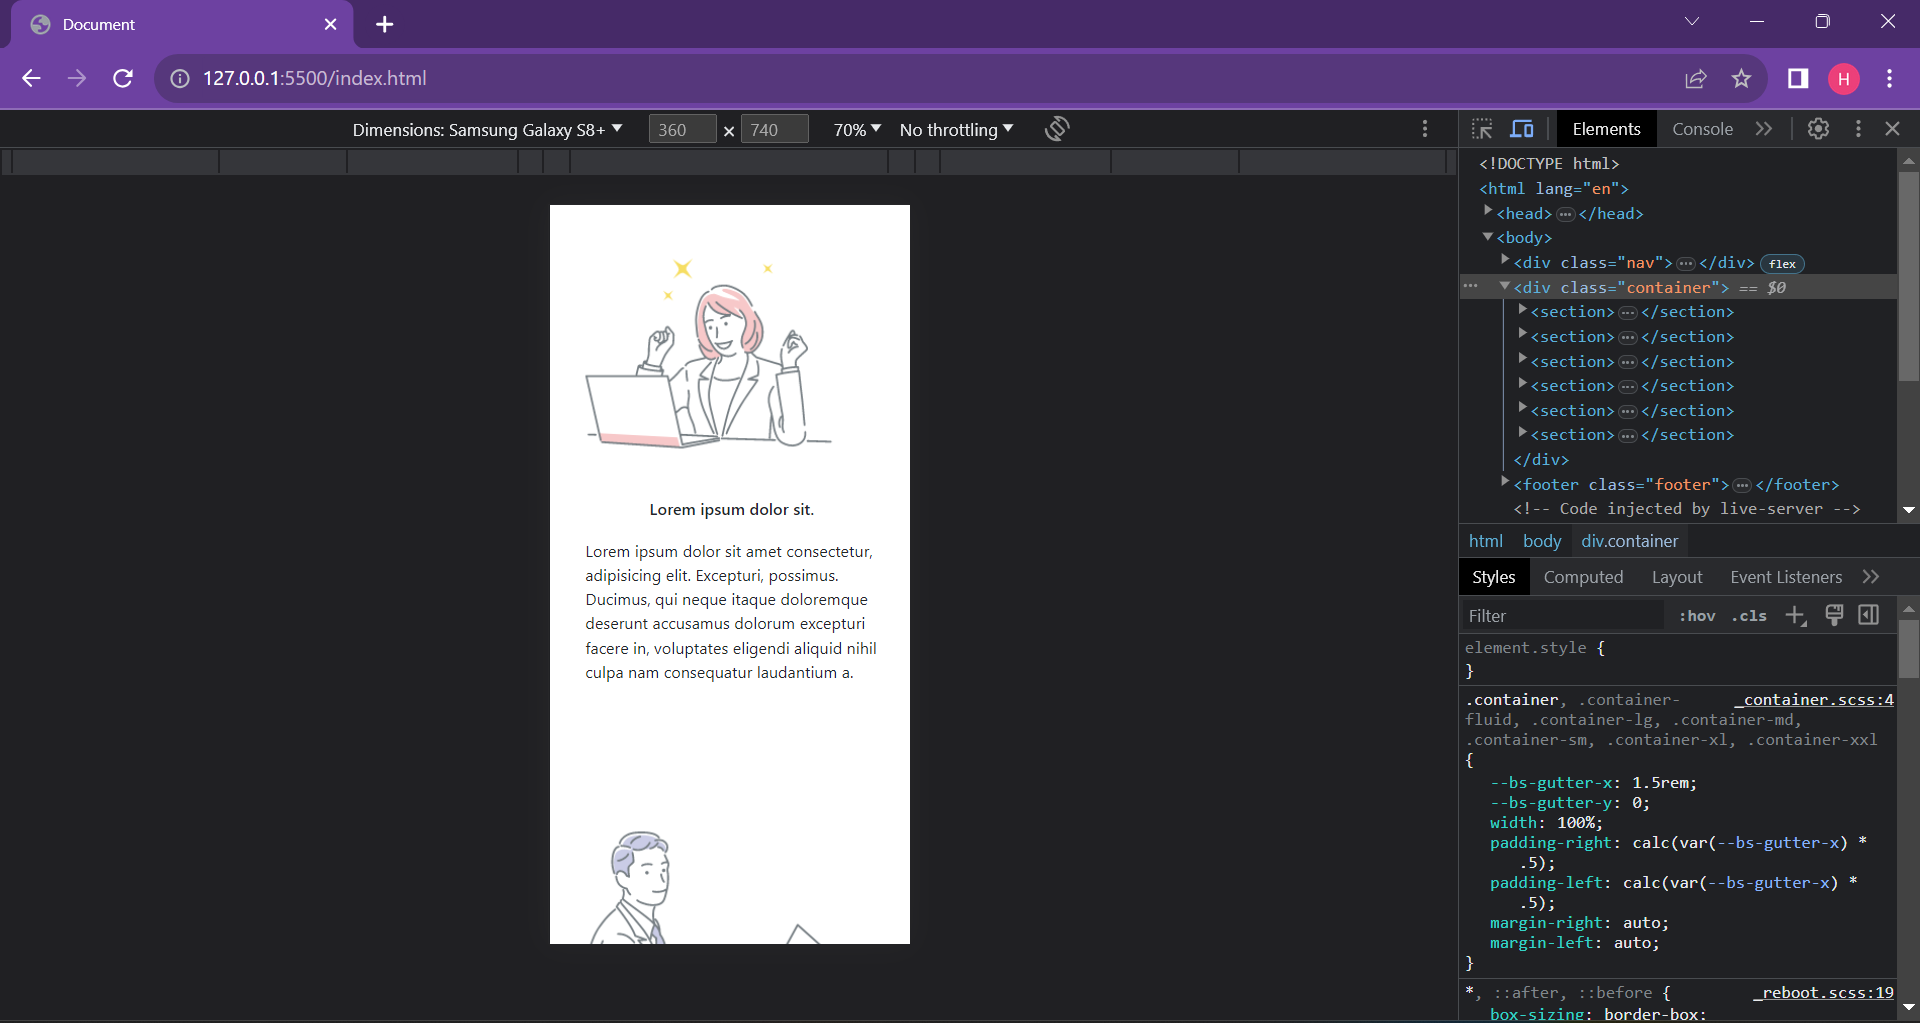 Document
127.0.0.1:5500/index.html
H
Dimensions: Samsung Galaxy S8+
360 × 740
70%
No throttling
Elements
Console
<!DOCTYPE html>
<html lang="en">
<head>…</head>
<body>
<div class="nav">…</div> flex
<div class="container"> == $0
<section>…</section>
<section>…</section>
<section>…</section>
<section>…</section>
<section>…</section>
<section>…</section>
</div>
<footer class="footer">…</footer>
<!-- Code injected by live-server -->
html body div.container
Styles Computed Layout Event Listeners
Filter :hov .cls
element.style {
}
.container, .container- _container.scss:4
fluid, .container-lg, .container-md,
.container-sm, .container-xl, .container-xxl
{
--bs-gutter-x: 1.5rem;
--bs-gutter-y: 0;
width: 100%;
padding-right: calc(var(--bs-gutter-x) *
.5);
padding-left: calc(var(--bs-gutter-x) *
.5);
margin-right: auto;
margin-left: auto;
}
*, ::after, ::before { _reboot.scss:19
box-sizing: border-box;
Lorem ipsum dolor sit.
Lorem ipsum dolor sit amet consectetur,
adipisicing elit. Excepturi, possimus.
Ducimus, qui neque itaque doloremque
deserunt accusamus dolorum excepturi
facere in, voluptates eligendi aliquid nihil
culpa nam consequatur laudantium a.